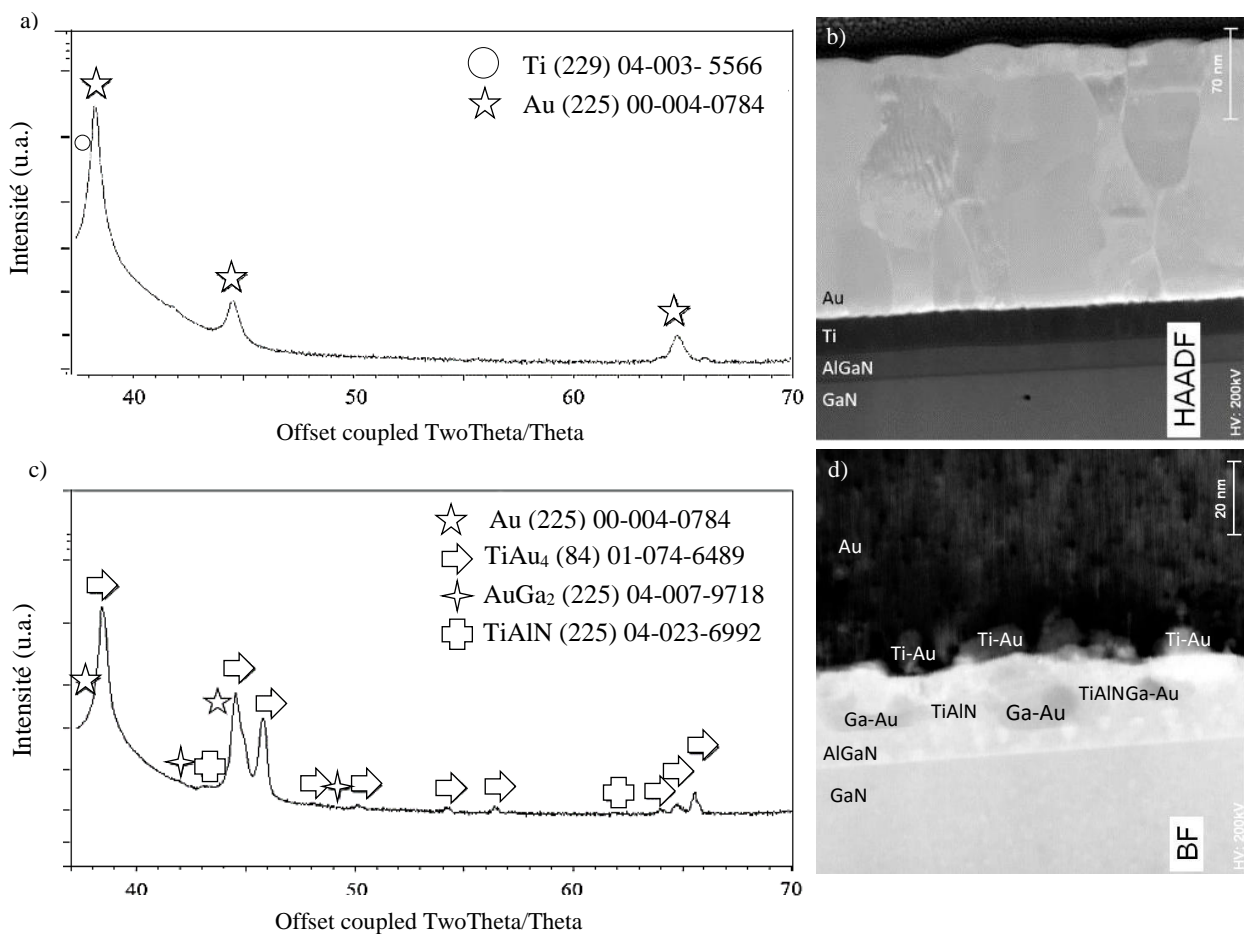 a)
Ti (229) 04-003- 5566
Au (225) 00-004-0784
Intensité (u.a.)
40
50
60
70
Offset coupled TwoTheta/Theta
b)
70 nm
Au
Ti
AlGaN
GaN
HAADF
HV: 200kV
c)
Au (225) 00-004-0784
TiAu₄ (84) 01-074-6489
AuGa₂ (225) 04-007-9718
TiAlN (225) 04-023-6992
Intensité (u.a.)
40
50
60
70
Offset coupled TwoTheta/Theta
d)
20 nm
Au
Ti-Au
Ti-Au
Ti-Au
Ga-Au
TiAlN
Ga-Au
TiAlNGa-Au
AlGaN
GaN
BF
HV: 200kV